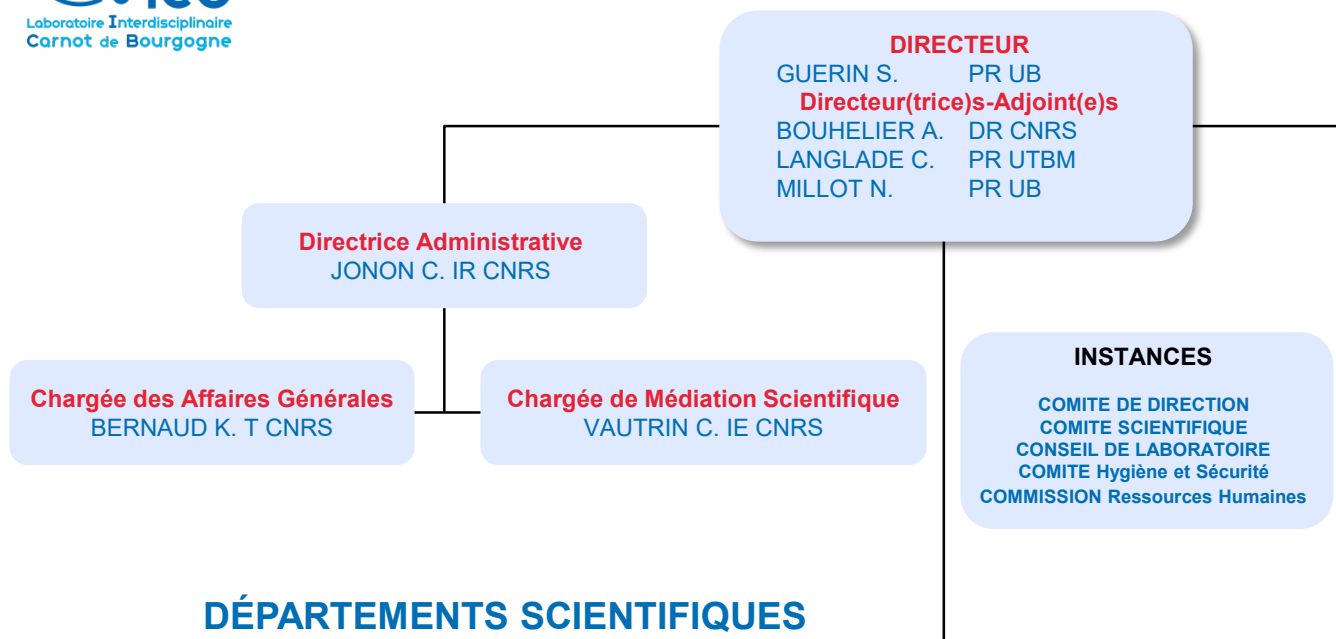 Laboratoire Interdisciplinaire
Carnot de Bourgogne
DIRECTEUR
GUERIN S. PR UB
Directeur(trice)s-Adjoint(e)s
BOUHELIER A. DR CNRS
LANGLADE C. PR UTBM
MILLOT N. PR UB
Directrice Administrative
JONON C. IR CNRS
Chargée des Affaires Générales
BERNAUD K. T CNRS
Chargée de Médiation Scientifique
VAUTRIN C. IE CNRS
INSTANCES
COMITE DE DIRECTION
COMITE SCIENTIFIQUE
CONSEIL DE LABORATOIRE
COMITE Hygiène et Sécurité
COMMISSION Ressources Humaines
DÉPARTEMENTS SCIENTIFIQUES